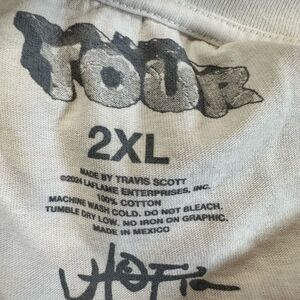 TOUR
2XL
MADE BY TRAVIS SCOTT
©2024 LAFLAME ENTERPRISES, INC.
100% COTTON
MACHINE WASH COLD. DO NOT BLEACH.
TUMBLE DRY LOW. NO IRON ON GRAPHIC.
MADE IN MEXICO